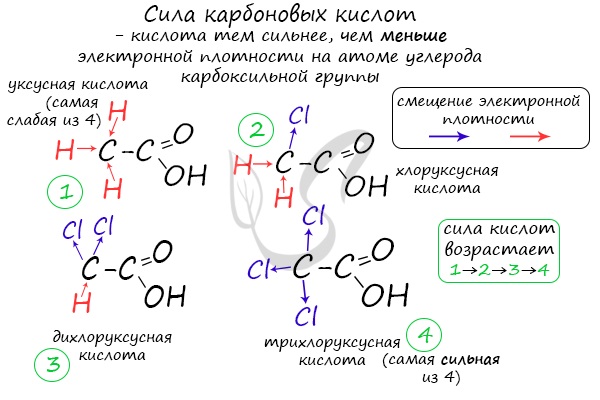 Сила карбоновых кислот
- кислота тем сильнее, чем меньше
электронной плотности на атоме углерода
карбоксильной группы
уксусная кислота
(самая
слабая из 4)
H
H→C–C=O
OH
H
1
2
Cl
H→C–C=O
OH
H
хлоруксусная
кислота
смещение электронной
плотности
Cl Cl
C–C=O
OH
H
дихлоруксусная
кислота
3
Cl
Cl←C–C=O
OH
Cl
трихлоруксусная
кислота
4
(самая сильная
из 4)
сила кислот
возрастает
1→2→3→4